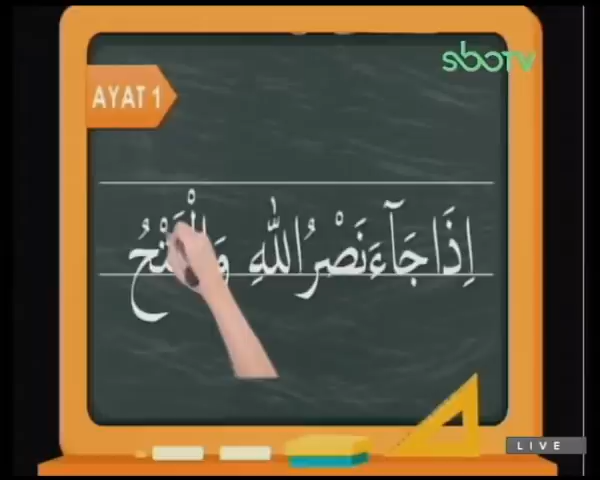 sboTV
AYAT 1
اِذَا جَآءَ نَصْرُ اللّٰهِ
LIVE